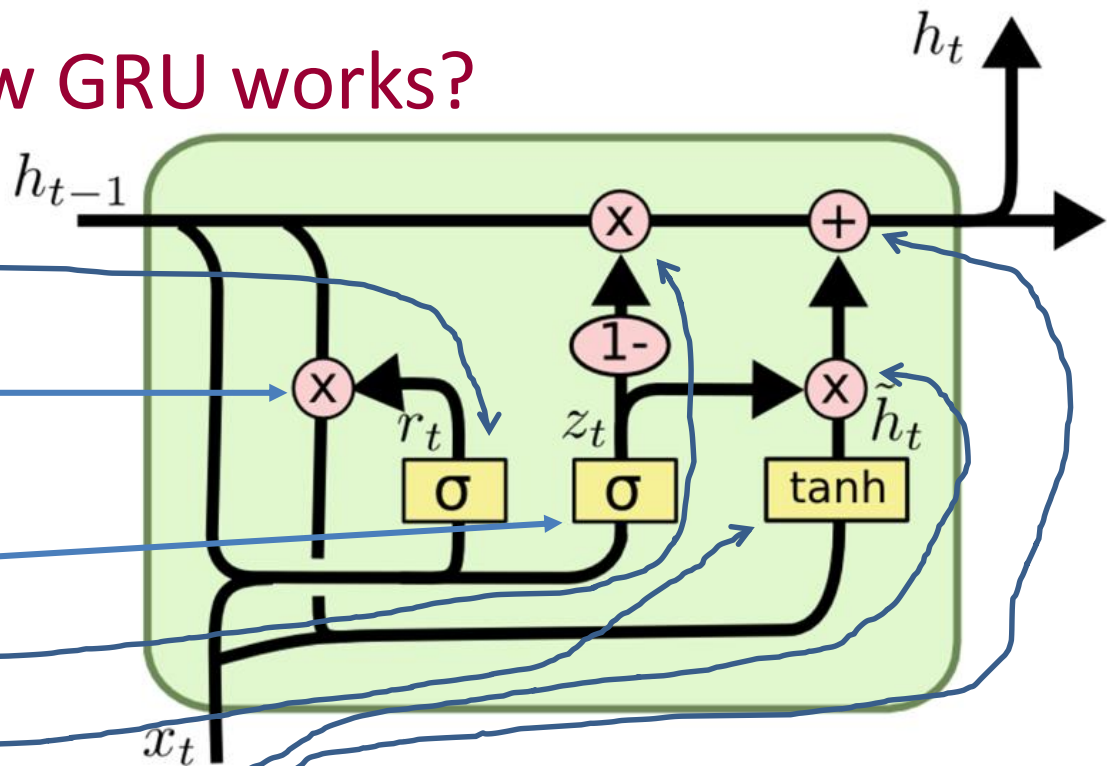 h_t
w GRU works?
h_{t-1}
x +
1-
x x
r_t z_t h̃_t
σ σ tanh
x_t